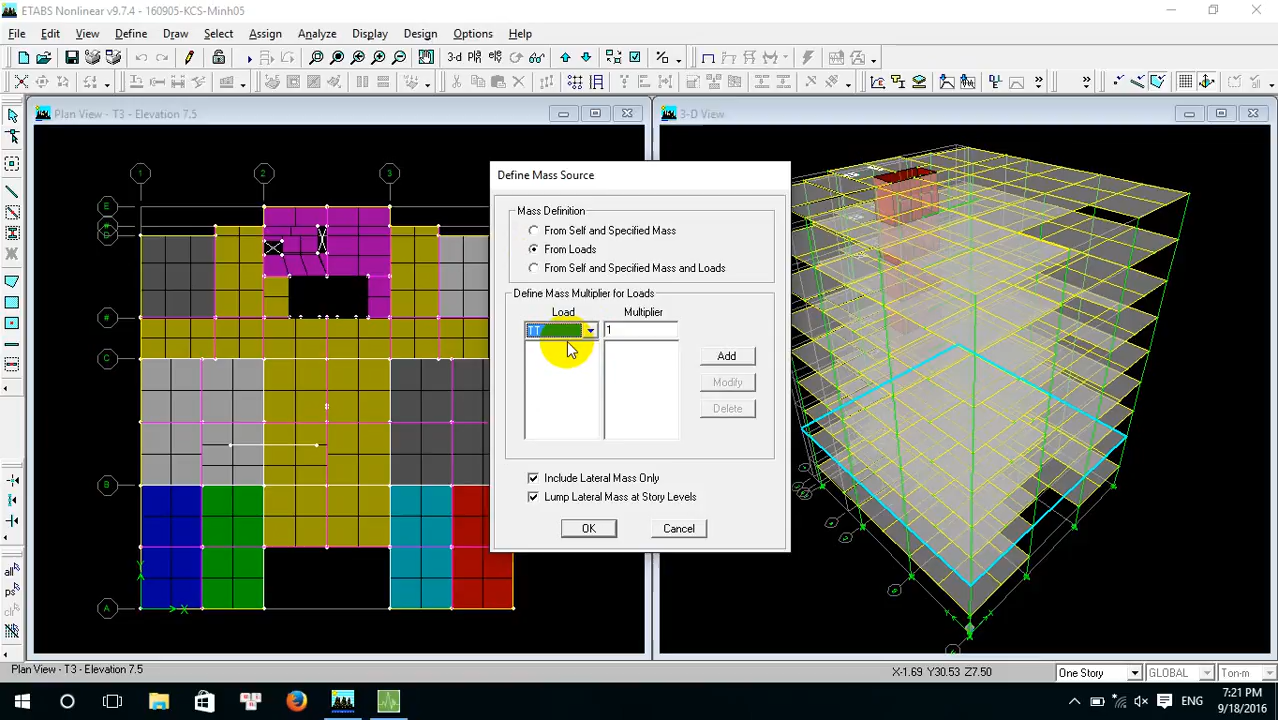 ETABS Nonlinear v9.7.4 - 160905-KCS-Minh05
File Edit View Define Draw Select Assign Analyze Display Design Options Help
3-d
Plan View - T3 - Elevation 7.5
3-D View
1 2 3
E
#
D
#
C
B
A
Y
X
Define Mass Source
Mass Definition
From Self and Specified Mass
From Loads
From Self and Specified Mass and Loads
Define Mass Multiplier for Loads
Load Multiplier
TT 1
Add
Modify
Delete
Include Lateral Mass Only
Lump Lateral Mass at Story Levels
OK Cancel
all
ps
clr
Plan View - T3 - Elevation 7.5
X-1.69 Y30.53 Z7.50
One Story
GLOBAL
Ton-m
ENG
7:21 PM
9/18/2016